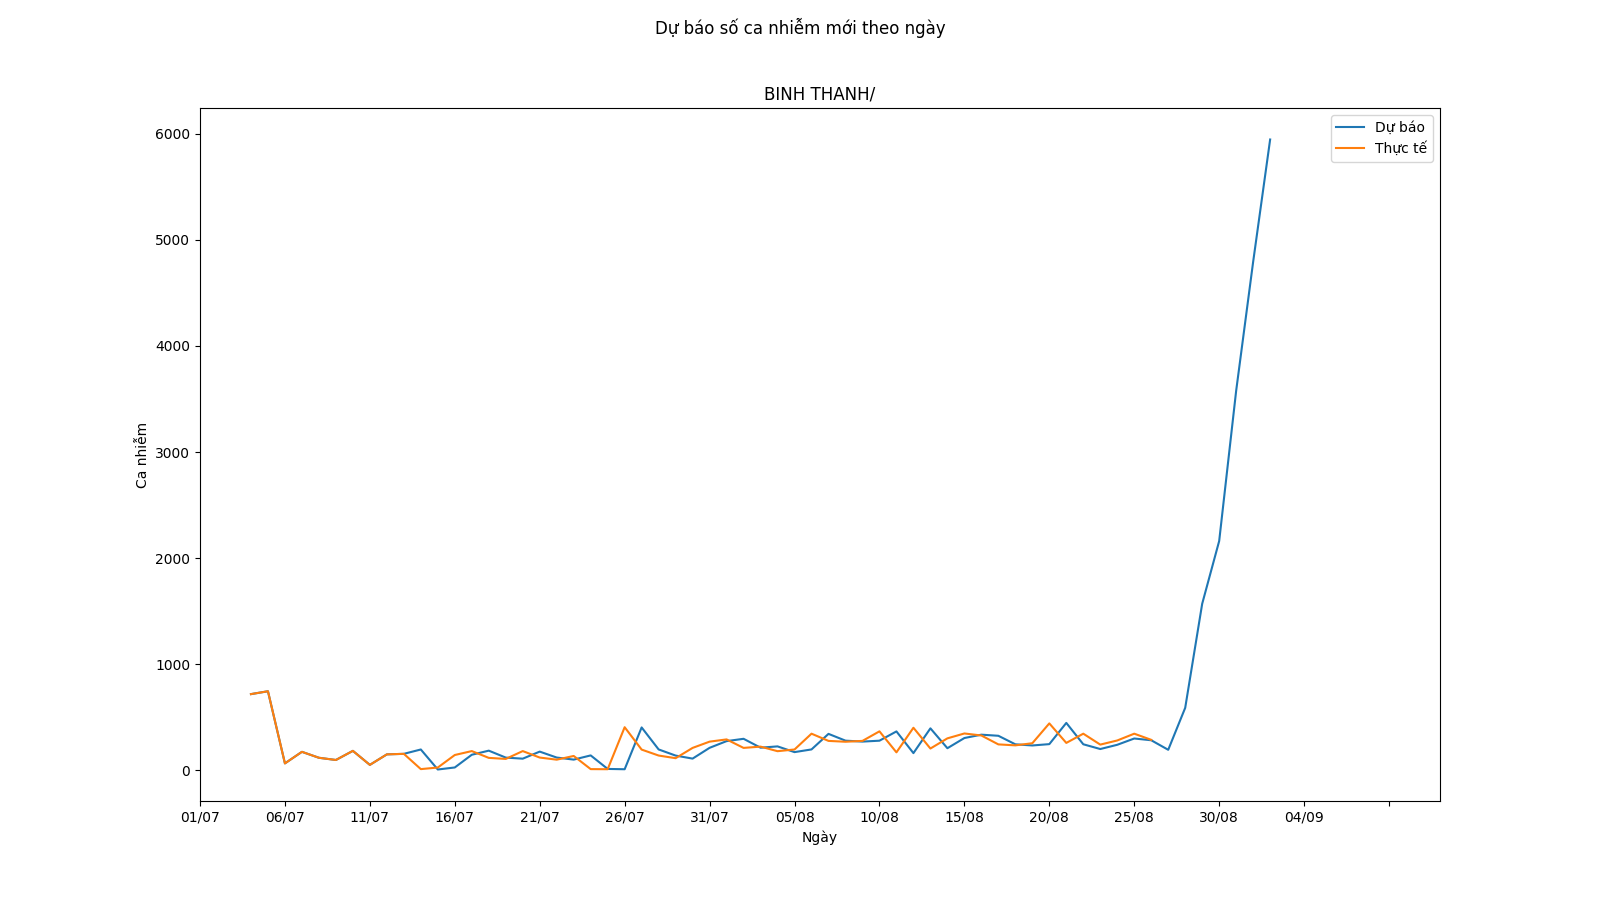 Dự báo số ca nhiễm mới theo ngày
BINH THANH/
Dự báo
Thực tế
6000
5000
4000
3000
2000
1000
0
Ca nhiễm
01/07 06/07 11/07 16/07 21/07 26/07 31/07 05/08 10/08 15/08 20/08 25/08 30/08 04/09
Ngày